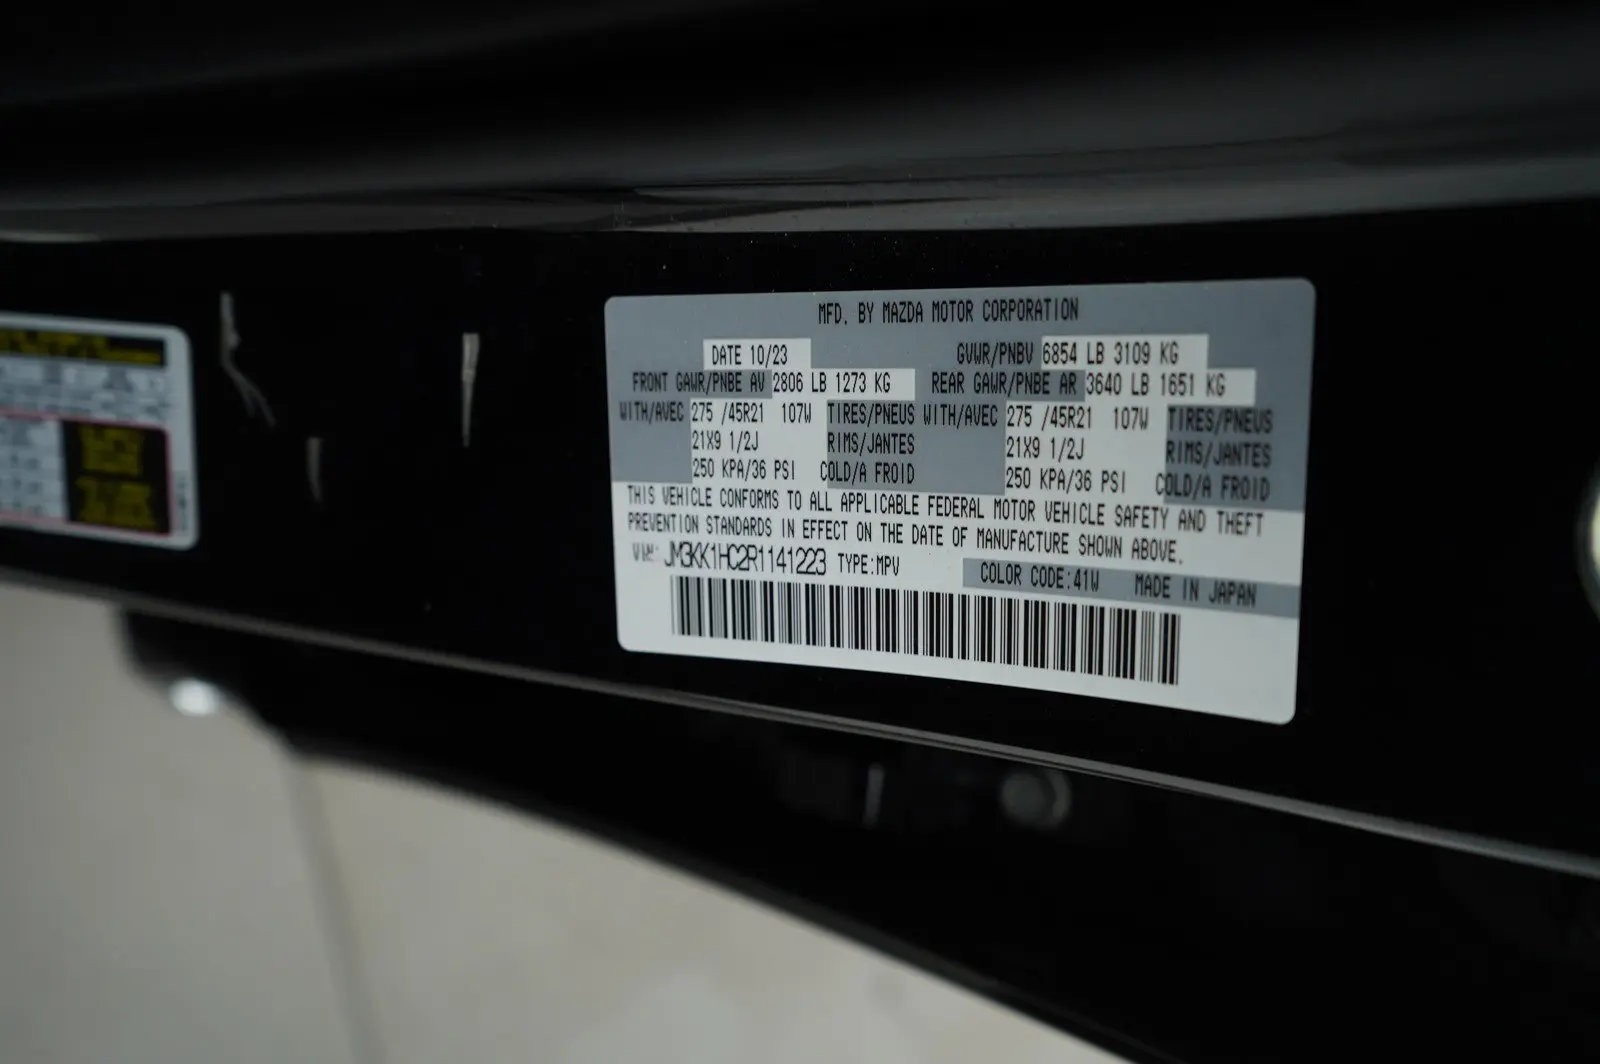 MFD. BY MAZDA MOTOR CORPORATION
DATE 10/23 GVWR/PNBV 6854 LB 3109 KG
FRONT GAWR/PNBE AV 2806 LB 1273 KG REAR GAWR/PNBE AR 3640 LB 1651 KG
WITH/AVEC 275 /45R21 107W TIRES/PNEUS WITH/AVEC 275 /45R21 107W TIRES/PNEUS
21X9 1/2J RIMS/JANTES 21X9 1/2J RIMS/JANTES
250 KPA/36 PSI COLD/A FROID 250 KPA/36 PSI COLD/A FROID
THIS VEHICLE CONFORMS TO ALL APPLICABLE FEDERAL MOTOR VEHICLE SAFETY AND THEFT
PREVENTION STANDARDS IN EFFECT ON THE DATE OF MANUFACTURE SHOWN ABOVE.
VIN: JM3KK1HC2R1141223 TYPE:MPV COLOR CODE:41W MADE IN JAPAN